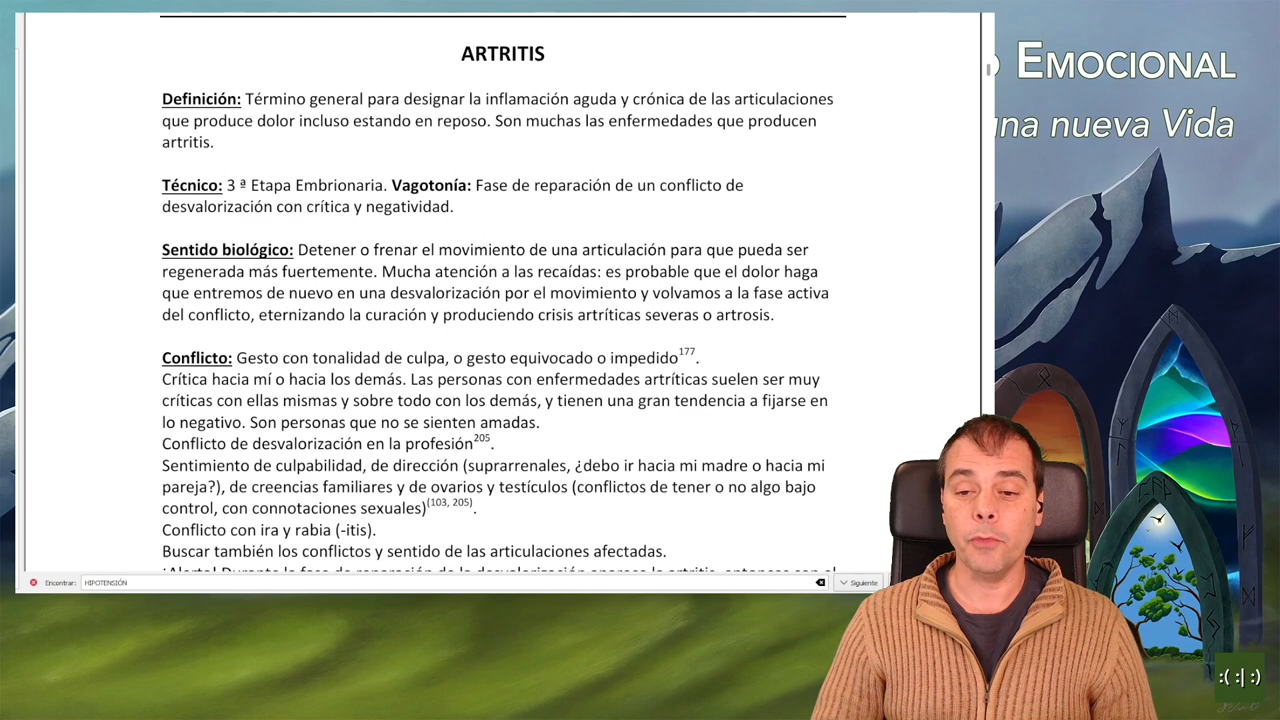 ARTRITIS
Definición: Término general para designar la inflamación aguda y crónica de las articulaciones
que produce dolor incluso estando en reposo. Son muchas las enfermedades que producen
artritis.
Técnico: 3 ª Etapa Embrionaria. Vagotonía: Fase de reparación de un conflicto de
desvalorización con crítica y negatividad.
Sentido biológico: Detener o frenar el movimiento de una articulación para que pueda ser
regenerada más fuertemente. Mucha atención a las recaídas: es probable que el dolor haga
que entremos de nuevo en una desvalorización por el movimiento y volvamos a la fase activa
del conflicto, eternizando la curación y produciendo crisis artríticas severas o artrosis.
Conflicto: Gesto con tonalidad de culpa, o gesto equivocado o impedido177.
Crítica hacia mí o hacia los demás. Las personas con enfermedades artríticas suelen ser muy
críticas con ellas mismas y sobre todo con los demás, y tienen una gran tendencia a fijarse en
lo negativo. Son personas que no se sienten amadas.
Conflicto de desvalorización en la profesión205.
Sentimiento de culpabilidad, de dirección (suprarrenales, ¿debo ir hacia mi madre o hacia mi
pareja?), de creencias familiares y de ovarios y testículos (conflictos de tener o no algo bajo
control, con connotaciones sexuales)(103, 205).
Conflicto con ira y rabia (-itis).
Buscar también los conflictos y sentido de las articulaciones afectadas.
Encontrar: HIPOTENSIÓN
Siguiente
EMOCIONAL
una nueva Vida
:( :| :)